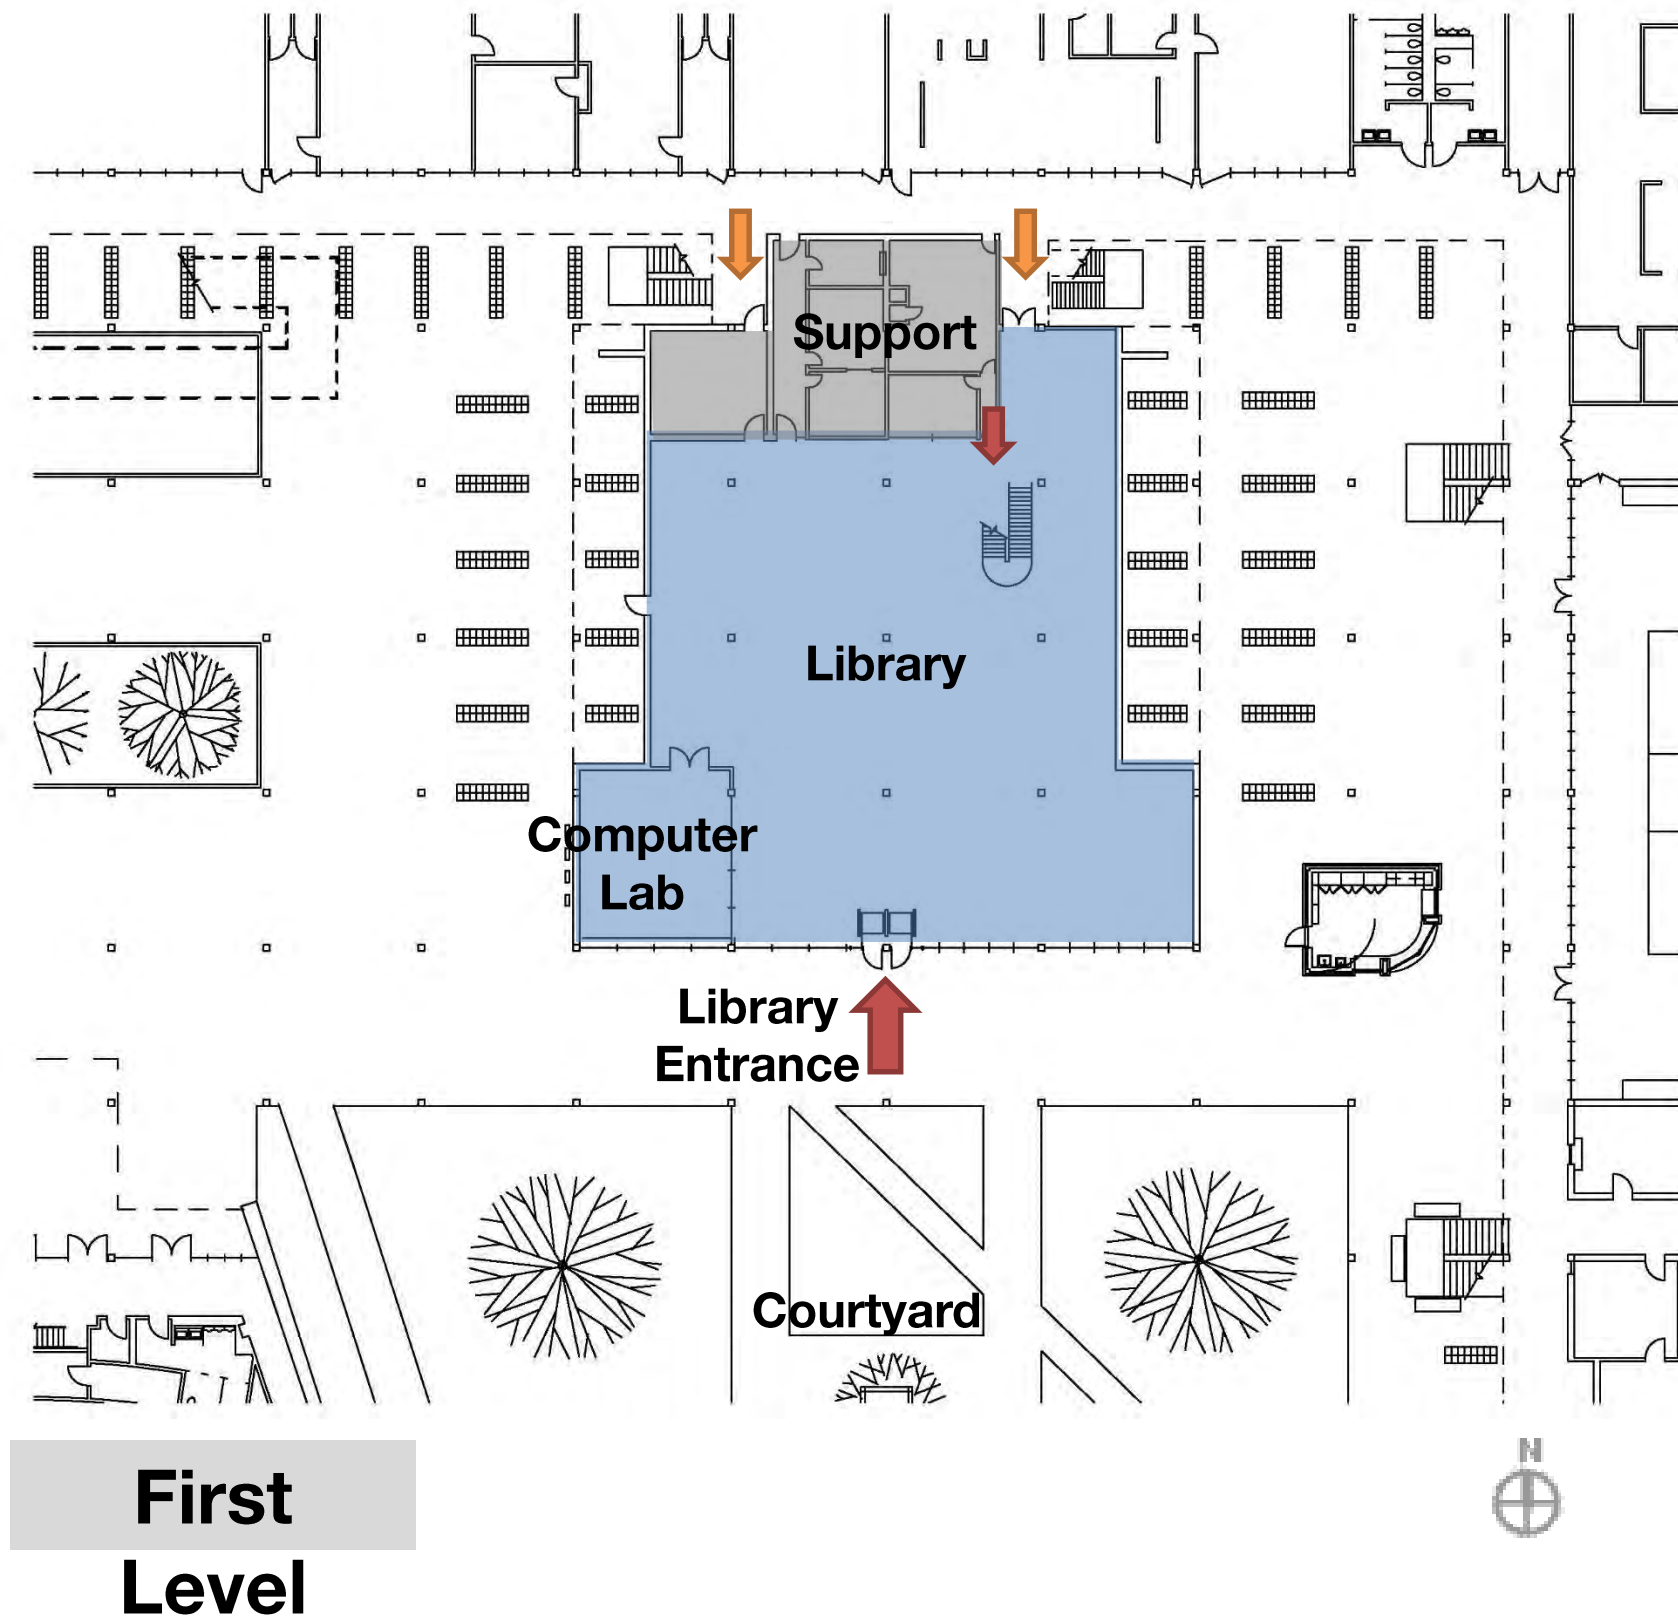 Support
Library
Computer
Lab
Library
Entrance
Courtyard
N
First
Level